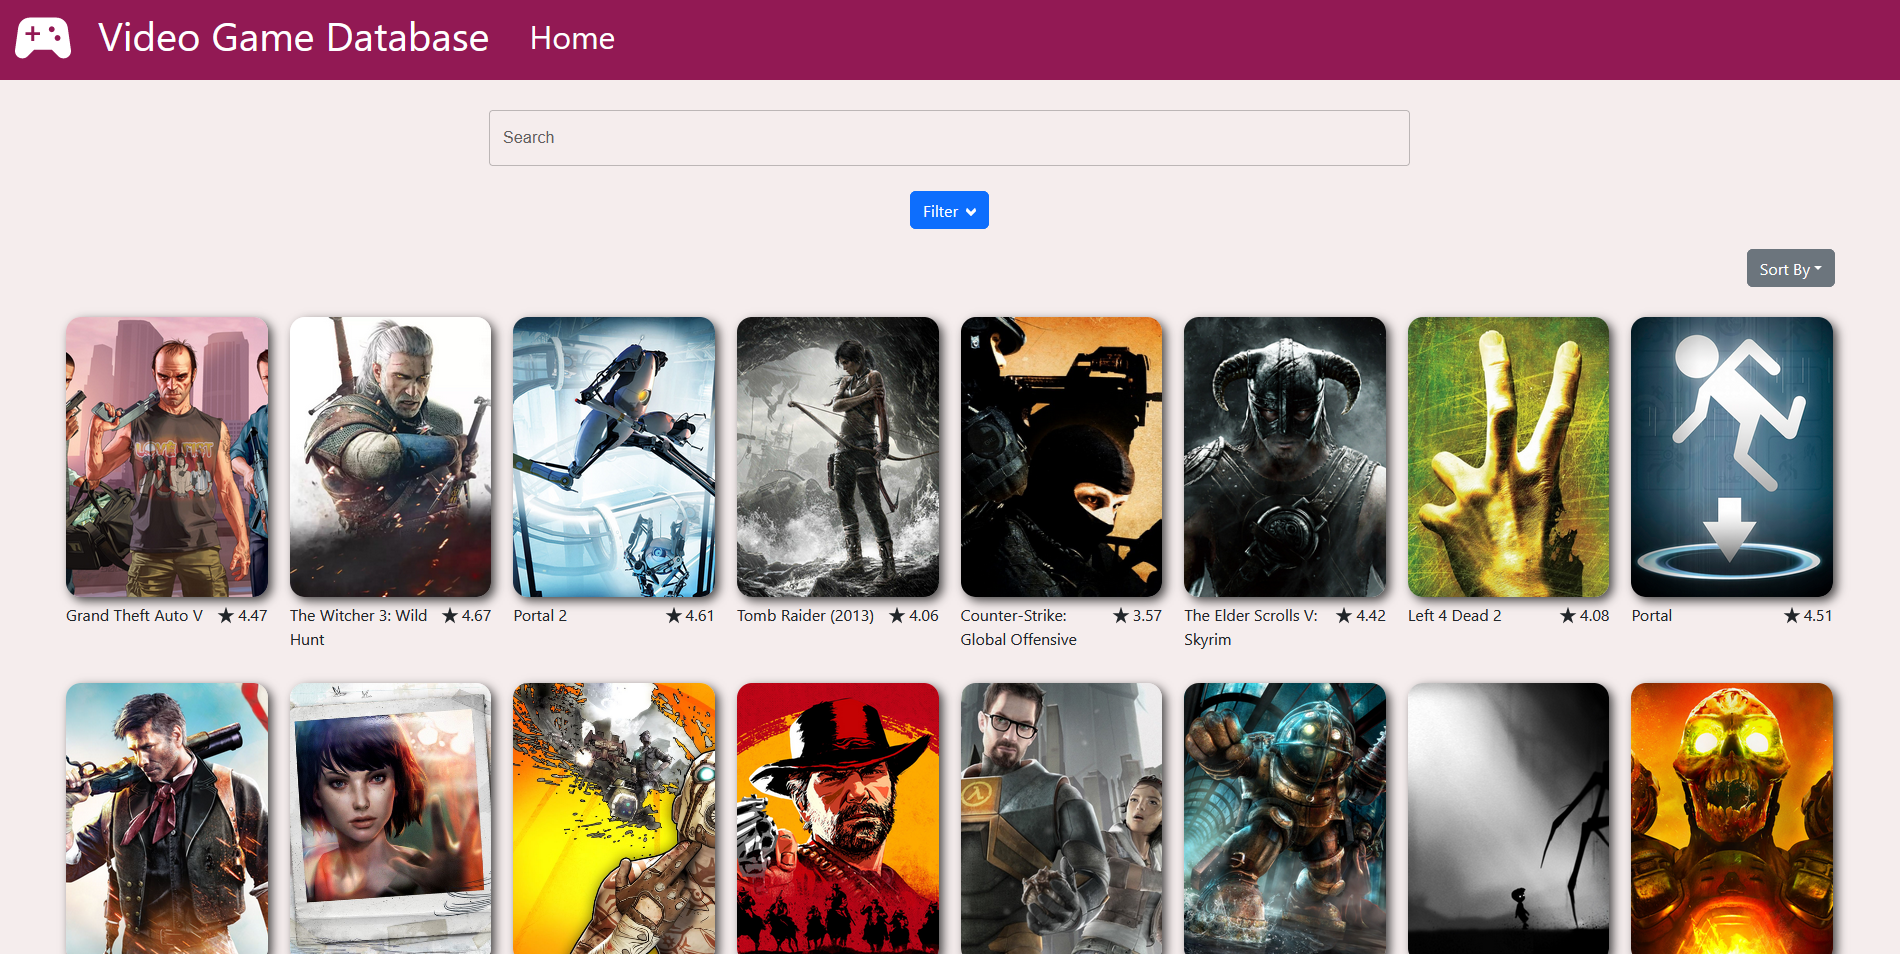 Video Game Database
Home
Search
Filter
Sort By
Grand Theft Auto V
★ 4.47
The Witcher 3: Wild
Hunt
★ 4.67
Portal 2
★ 4.61
Tomb Raider (2013)
★ 4.06
Counter-Strike:
Global Offensive
★ 3.57
The Elder Scrolls V:
Skyrim
★ 4.42
Left 4 Dead 2
★ 4.08
Portal
★ 4.51